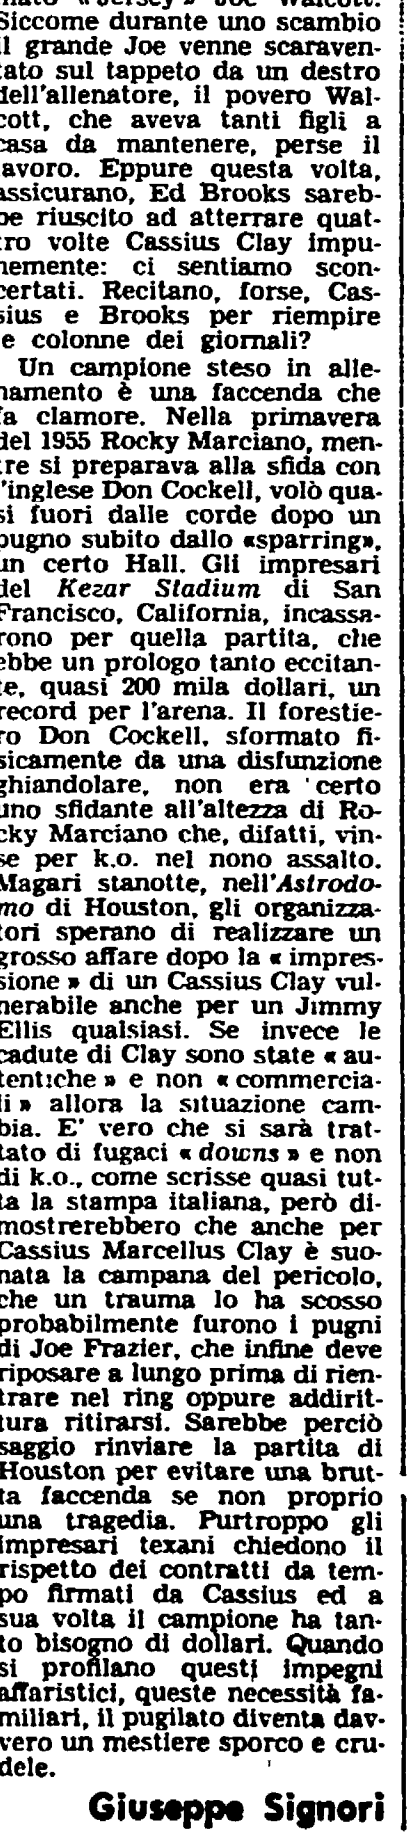 «Jersey» Joe Walcott.
Siccome durante uno scambio
il grande Joe venne scaraven-
tato sul tappeto da un destro
dell'allenatore, il povero Wal-
cott, che aveva tanti figli a
casa da mantenere, perse il
lavoro. Eppure questa volta,
assicurano, Ed Brooks sareb-
be riuscito ad atterrare quat-
tro volte Cassius Clay impu-
nemente: ci sentiamo scon-
certati. Recitano, forse, Cas-
sius e Brooks per riempire
le colonne dei giornali?
Un campione steso in alle-
namento è una faccenda che
fa clamore. Nella primavera
del 1955 Rocky Marciano, men-
tre si preparava alla sfida con
l'inglese Don Cockell, volò qua-
si fuori dalle corde dopo un
pugno subito dallo «sparring»,
un certo Hall. Gli impresari
del Kezar Stadium di San
Francisco, California, incassa-
rono per quella partita, che
ebbe un prologo tanto eccitan-
te, quasi 200 mila dollari, un
record per l'arena. Il forestie-
ro Don Cockell, sformato fi-
sicamente da una disfunzione
ghiandolare, non era certo
uno sfidante all'altezza di Ro-
cky Marciano che, difatti, vin-
se per k.o. nel nono assalto.
Magari stanotte, nell'Astrodo-
mo di Houston, gli organizza-
tori sperano di realizzare un
grosso affare dopo la « impres-
sione » di un Cassius Clay vul-
nerabile anche per un Jimmy
Ellis qualsiasi. Se invece le
cadute di Clay sono state « au-
tentiche » e non « commercia-
li » allora la situazione cam-
bia. E' vero che si sarà trat-
tato di fugaci « downs » e non
di k.o., come scrisse quasi tut-
ta la stampa italiana, però di-
mostrerebbero che anche per
Cassius Marcellus Clay è suo-
nata la campana del pericolo,
che un trauma lo ha scosso
probabilmente furono i pugni
di Joe Frazier, che infine deve
riposare a lungo prima di rien-
trare nel ring oppure addirit-
tura ritirarsi. Sarebbe perciò
saggio rinviare la partita di
Houston per evitare una brut-
ta faccenda se non proprio
una tragedia. Purtroppo gli
impresari texani chiedono il
rispetto dei contratti da tem-
po firmati da Cassius ed a
sua volta il campione ha tan-
to bisogno di dollari. Quando
si profilano questi impegni
affaristici, queste necessità fa-
miliari, il pugilato diventa dav-
vero un mestiere sporco e cru-
dele.
Giuseppe Signori